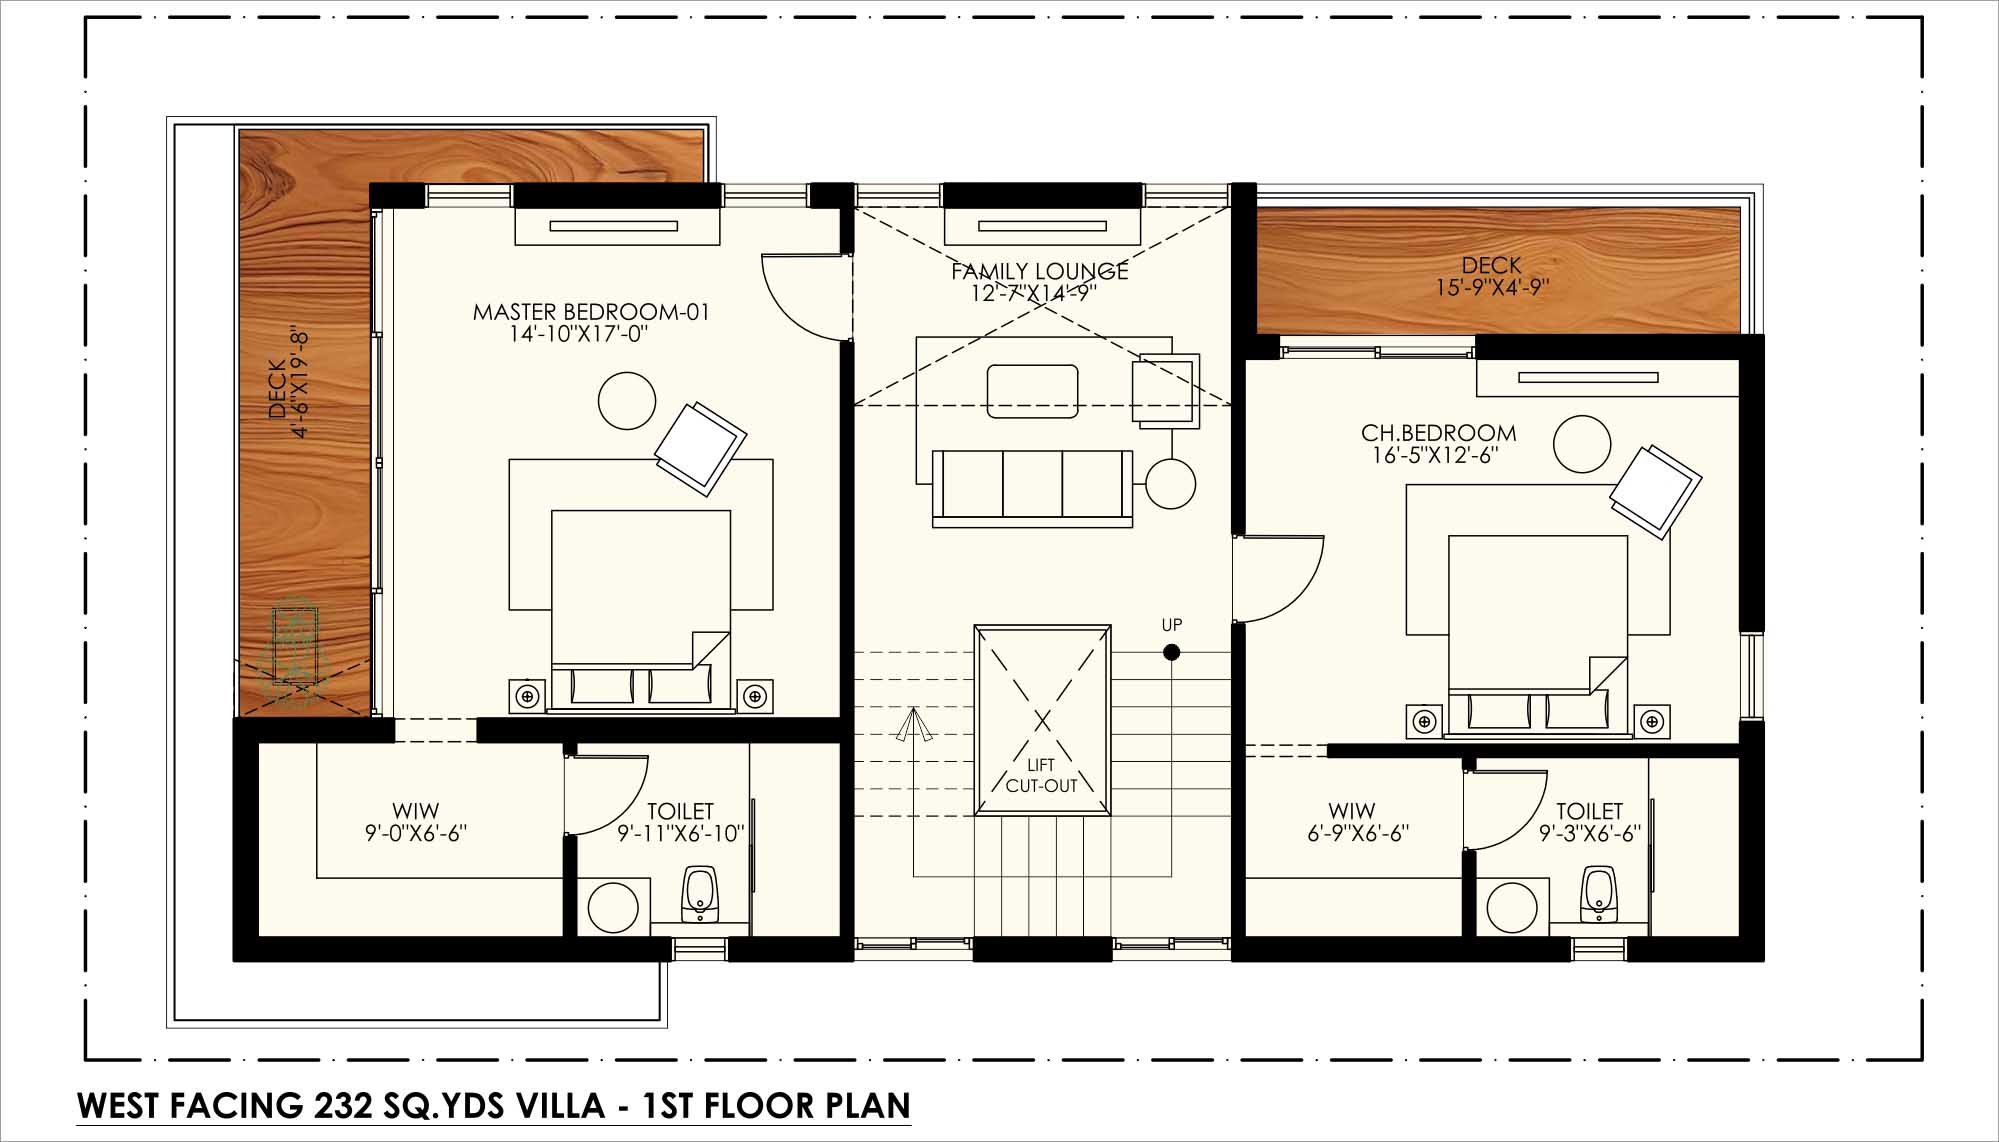 FAMILY LOUNGE
12'-7"X14'-9"
DECK
15'-9"X4'-9"
MASTER BEDROOM-01
14'-10"X17'-0"
DECK
4'-6"X19'-8"
CH.BEDROOM
16'-5"X12'-6"
UP
LIFT
CUT-OUT
WIW
9'-0"X6'-6"
TOILET
9'-11"X6'-10"
WIW
6'-9"X6'-6"
TOILET
9'-3"X6'-6"
WEST FACING 232 SQ.YDS VILLA - 1ST FLOOR PLAN